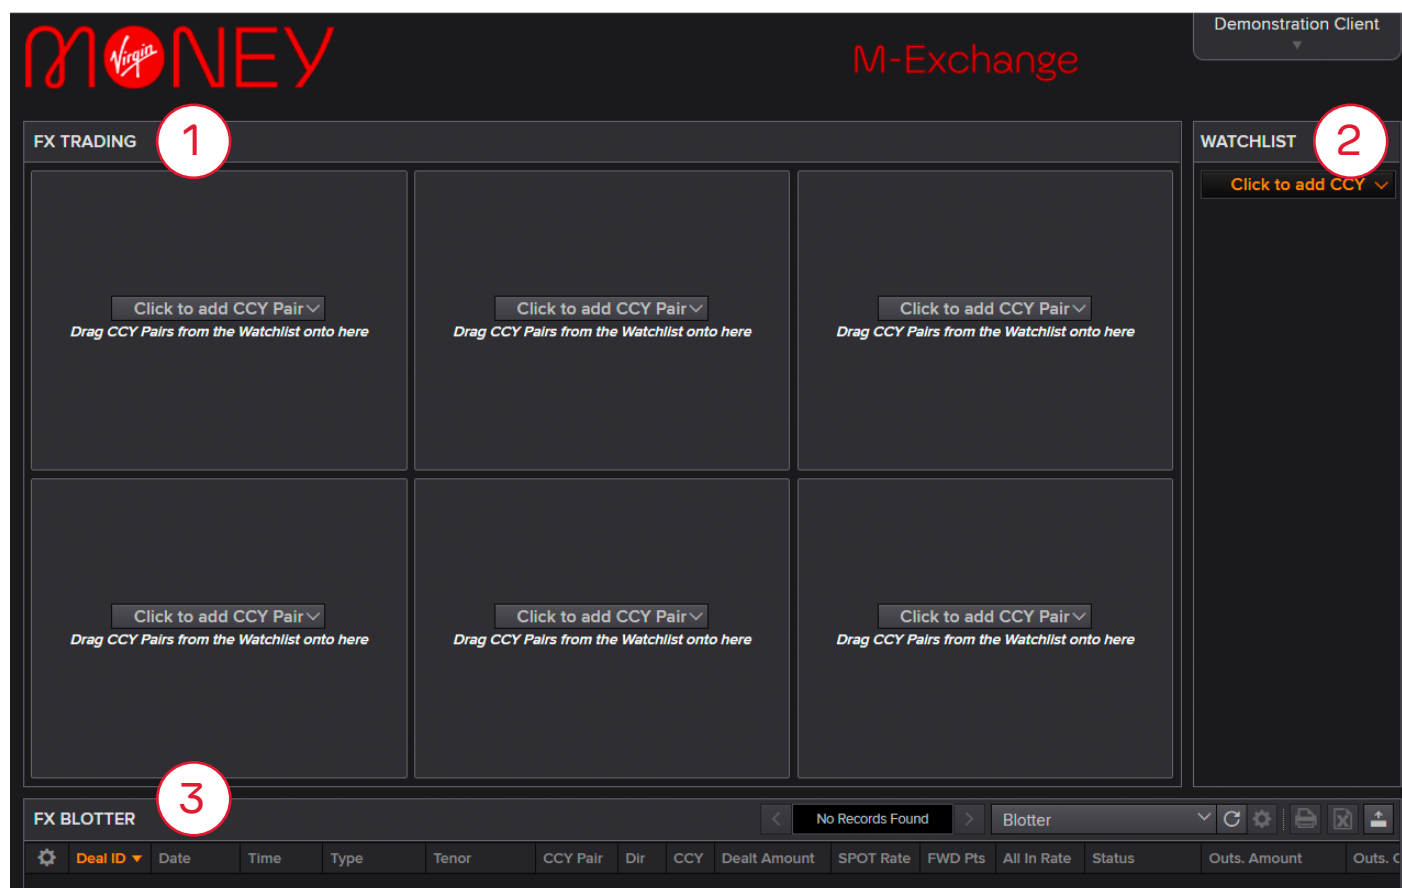 MONEY
Virgin
M-Exchange
Demonstration Client
FX TRADING
1
WATCHLIST
2
Click to add CCY
Click to add CCY Pair
Drag CCY Pairs from the Watchlist onto here
Click to add CCY Pair
Drag CCY Pairs from the Watchlist onto here
Click to add CCY Pair
Drag CCY Pairs from the Watchlist onto here
Click to add CCY Pair
Drag CCY Pairs from the Watchlist onto here
Click to add CCY Pair
Drag CCY Pairs from the Watchlist onto here
Click to add CCY Pair
Drag CCY Pairs from the Watchlist onto here
3
FX BLOTTER
No Records Found
Blotter
Deal ID Date Time Type Tenor CCY Pair Dir CCY Dealt Amount SPOT Rate FWD Pts All In Rate Status Outs. Amount Outs.